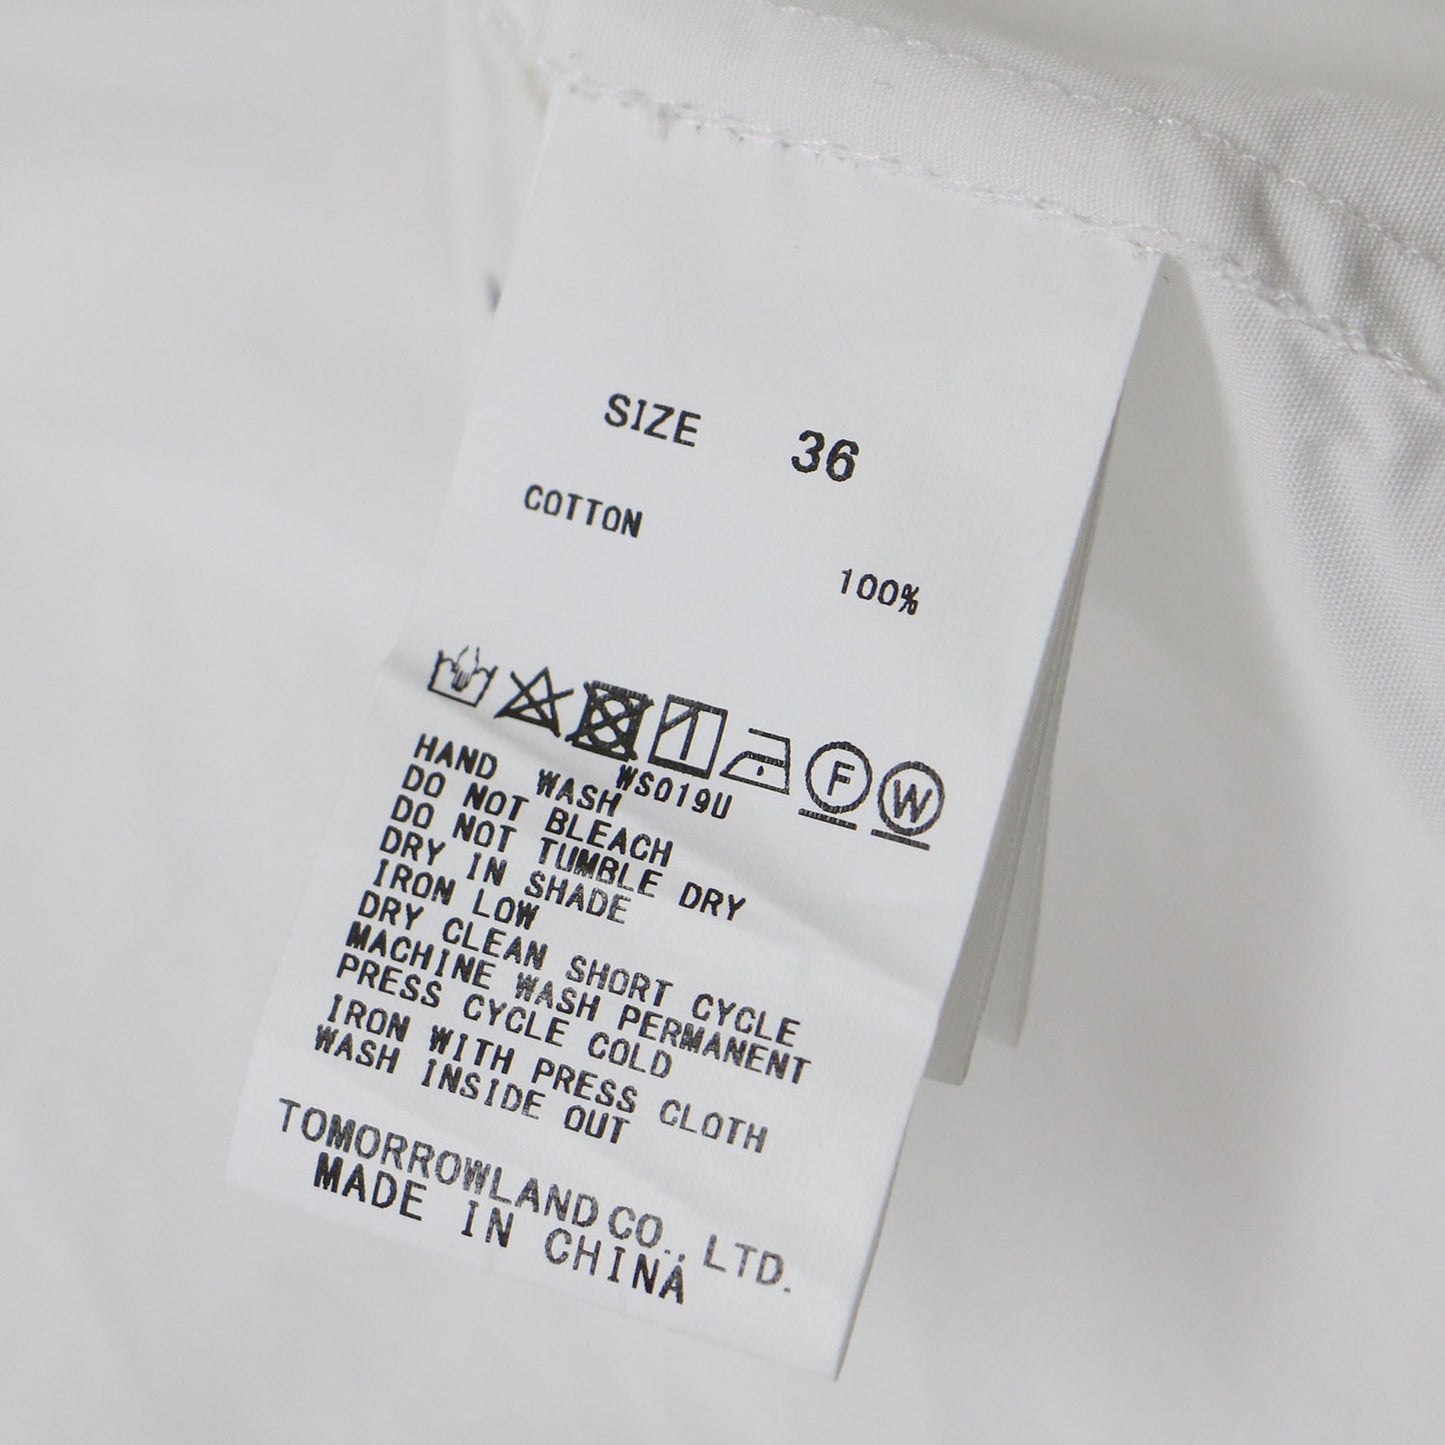 SIZE 36
COTTON
100%
F W
WS019U
HAND WASH
DO NOT BLEACH
DO NOT TUMBLE DRY
DRY IN SHADE
IRON LOW
DRY CLEAN SHORT CYCLE
MACHINE WASH PERMANENT
PRESS CYCLE COLD
IRON WITH PRESS CLOTH
WASH INSIDE OUT
TOMORROWLAND CO., LTD.
MADE IN CHINA